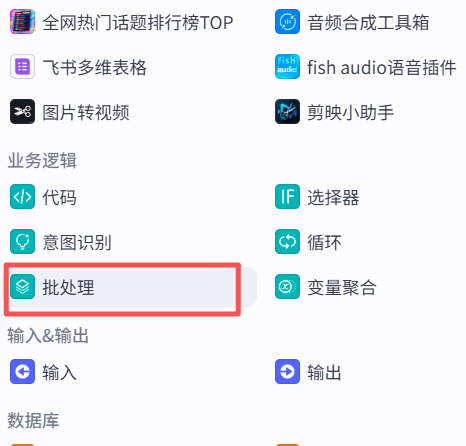 全网热门话题排行榜TOP 音频合成工具箱
飞书多维表格 fish audio fish audio语音插件
图片转视频 剪映小助手
业务逻辑
代码 IF 选择器
意图识别 循环
批处理 变量聚合
输入&输出
输入 输出
数据库